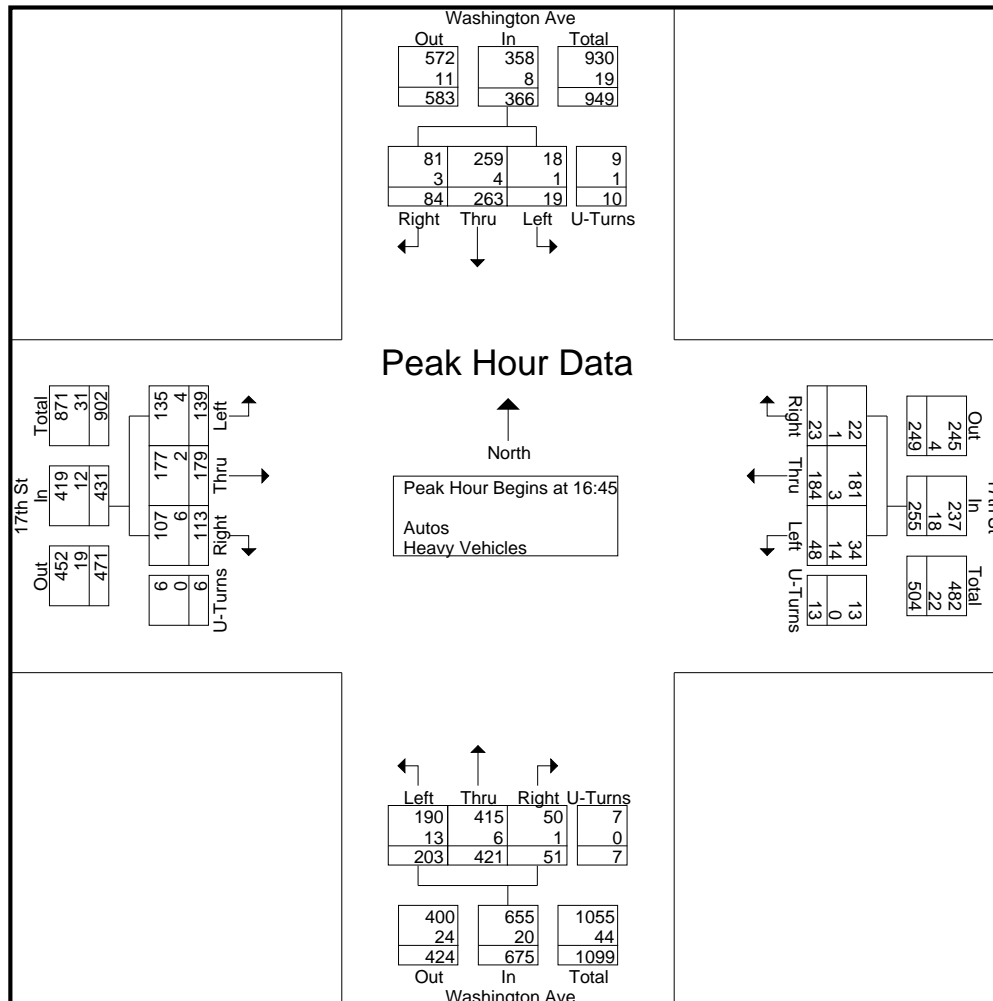 Washington Ave
Out In Total
572 358 930
11 8 19
583 366 949
81 259 18 9
3 4 1 1
84 263 19 10
Right Thru Left U-Turns
Peak Hour Data
North
Peak Hour Begins at 16:45
Autos
Heavy Vehicles
17th St
Total In Out
871 419 452
31 12 19
902 431 471
135 177 107 6
4 2 6 0
139 179 113 6
Left Thru Right U-Turns
17th St
Out In Total
245 237 482
4 18 22
249 255 504
22 181 34 13
1 3 14 0
23 184 48 13
Right Thru Left U-Turns
Left Thru Right U-Turns
190 415 50 7
13 6 1 0
203 421 51 7
400 655 1055
24 20 44
424 675 1099
Out In Total
Washington Ave